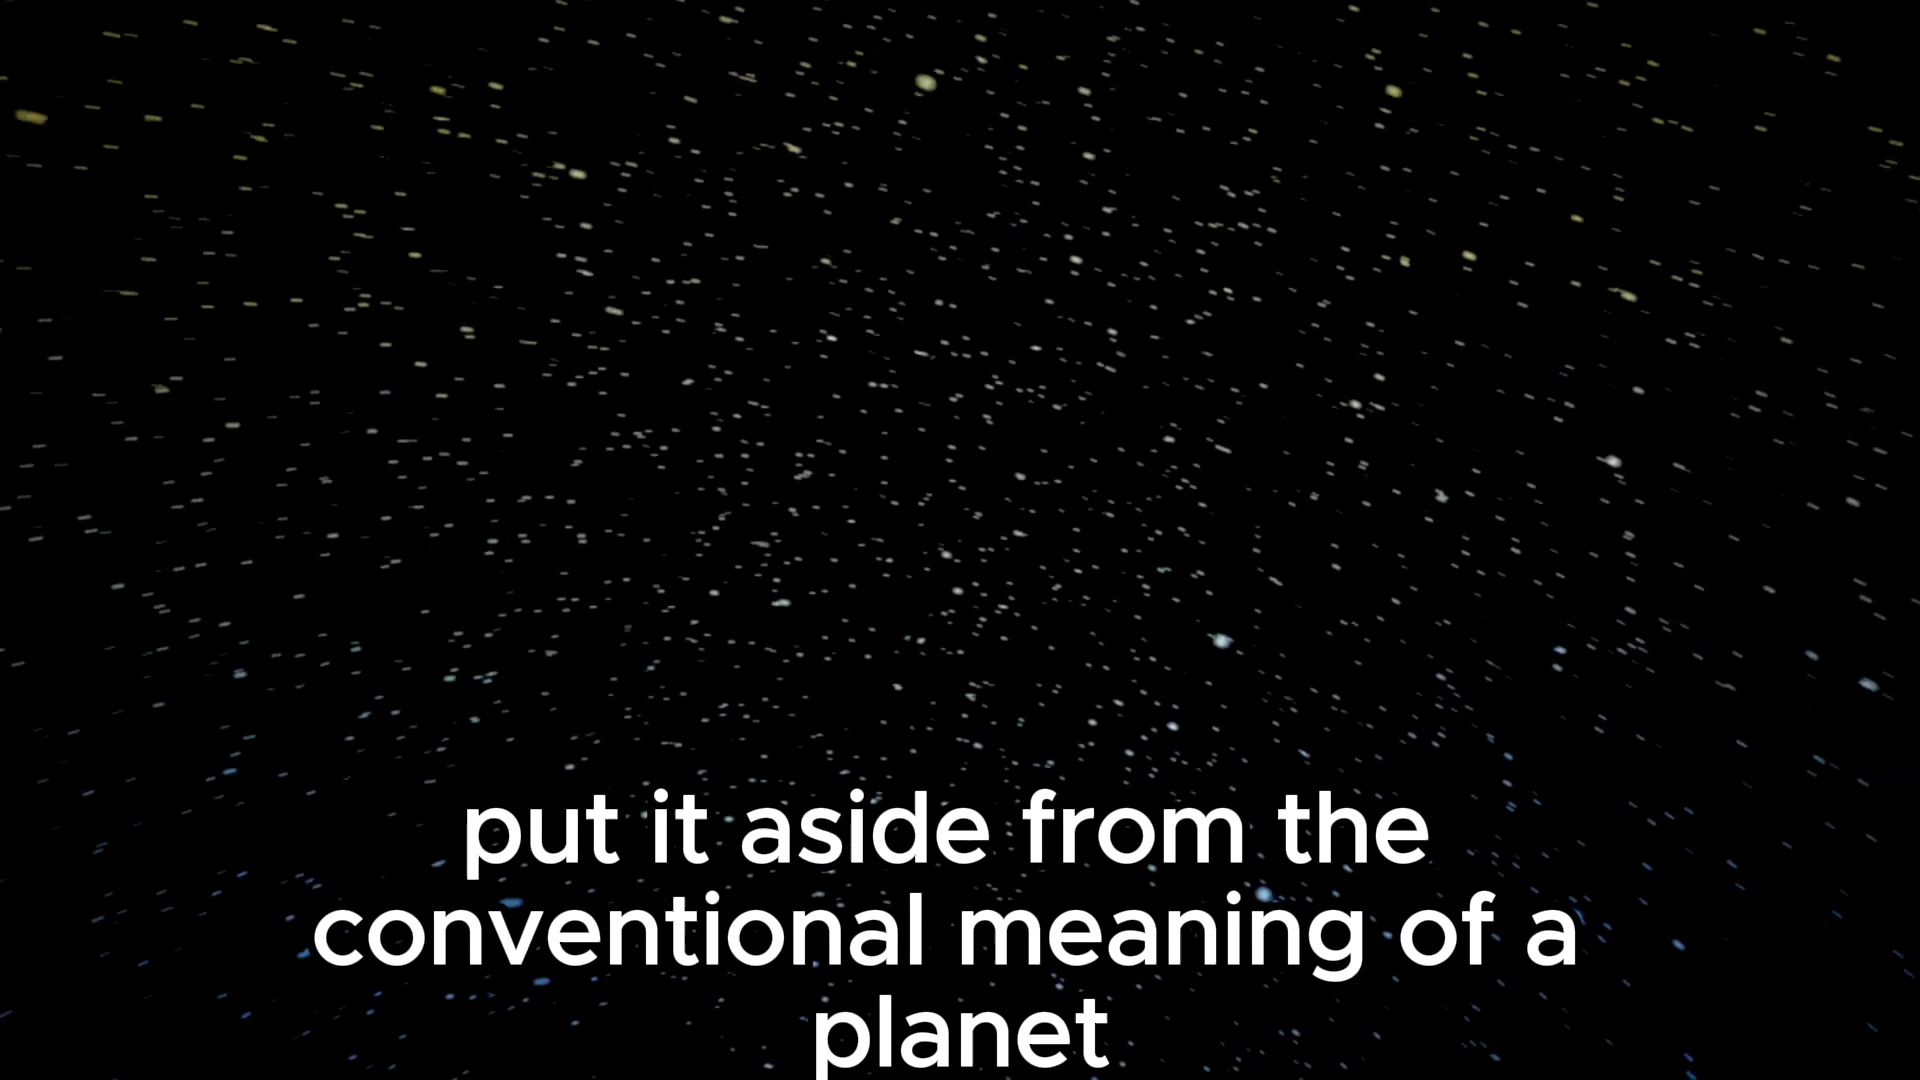 put it aside from the
conventional meaning of a
planet